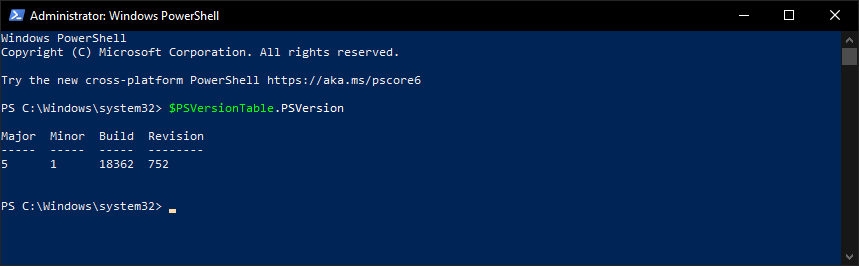 Administrator: Windows PowerShell
Windows PowerShell
Copyright (C) Microsoft Corporation. All rights reserved.
Try the new cross-platform PowerShell https://aka.ms/pscore6
PS C:\Windows\system32> $PSVersionTable.PSVersion
Major  Minor  Build  Revision
-----  -----  -----  --------
5      1      18362  752
PS C:\Windows\system32>